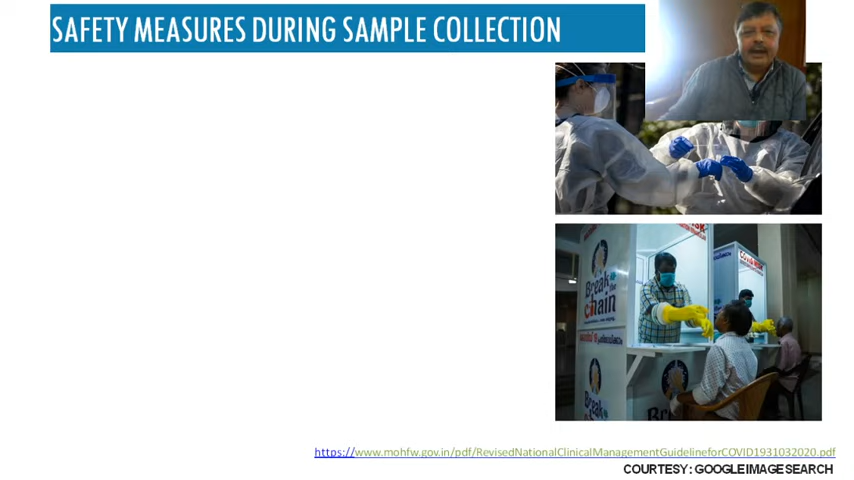 SAFETY MEASURES DURING SAMPLE COLLECTION
Break
the
chain
Break
https://www.mohfw.gov.in/pdf/RevisedNationalClinicalManagementGuidelineforCOVID1931032020.pdf
COURTESY: GOOGLE IMAGE SEARCH